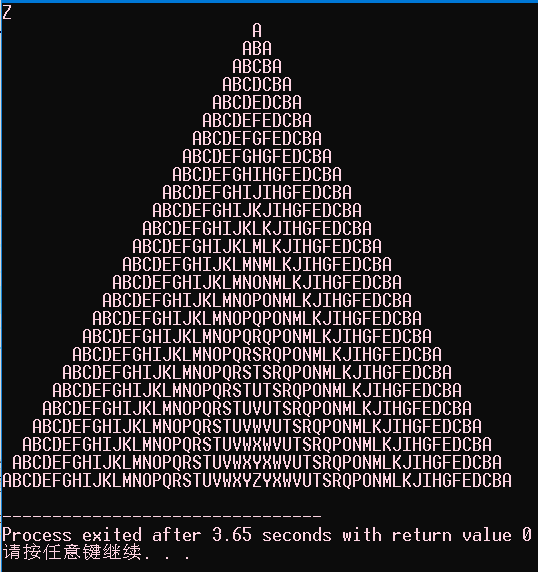 Z
A
ABA
ABCBA
ABCDCBA
ABCDEDCBA
ABCDEFEDCBA
ABCDEFGFEDCBA
ABCDEFGHGFEDCBA
ABCDEFGHIHGFEDCBA
ABCDEFGHIJIHGFEDCBA
ABCDEFGHIJKJIHGFEDCBA
ABCDEFGHIJKLKJIHGFEDCBA
ABCDEFGHIJKLMLKJIHGFEDCBA
ABCDEFGHIJKLMNMLKJIHGFEDCBA
ABCDEFGHIJKLMNONMLKJIHGFEDCBA
ABCDEFGHIJKLMNOPONMLKJIHGFEDCBA
ABCDEFGHIJKLMNOPQPONMLKJIHGFEDCBA
ABCDEFGHIJKLMNOPQRQPONMLKJIHGFEDCBA
ABCDEFGHIJKLMNOPQRSRQPONMLKJIHGFEDCBA
ABCDEFGHIJKLMNOPQRSTSRQPONMLKJIHGFEDCBA
ABCDEFGHIJKLMNOPQRSTUTSRQPONMLKJIHGFEDCBA
ABCDEFGHIJKLMNOPQRSTUVUTSRQPONMLKJIHGFEDCBA
ABCDEFGHIJKLMNOPQRSTUVWVUTSRQPONMLKJIHGFEDCBA
ABCDEFGHIJKLMNOPQRSTUVWXWVUTSRQPONMLKJIHGFEDCBA
ABCDEFGHIJKLMNOPQRSTUVWXYXWVUTSRQPONMLKJIHGFEDCBA
ABCDEFGHIJKLMNOPQRSTUVWXYZYXWVUTSRQPONMLKJIHGFEDCBA
--------------------------------
Process exited after 3.65 seconds with return value 0
请按任意键继续. . .